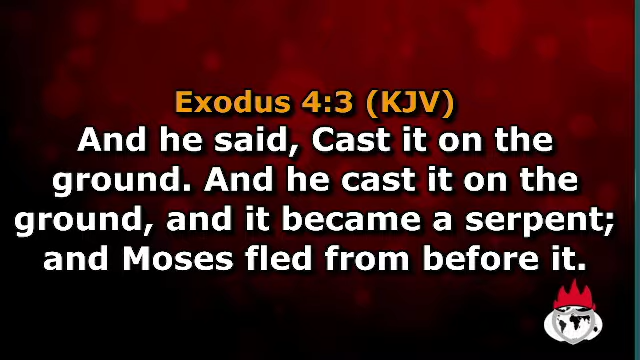 Exodus 4:3 (KJV)
And he said, Cast it on the
ground. And he cast it on the
ground, and it became a serpent;
and Moses fled from before it.